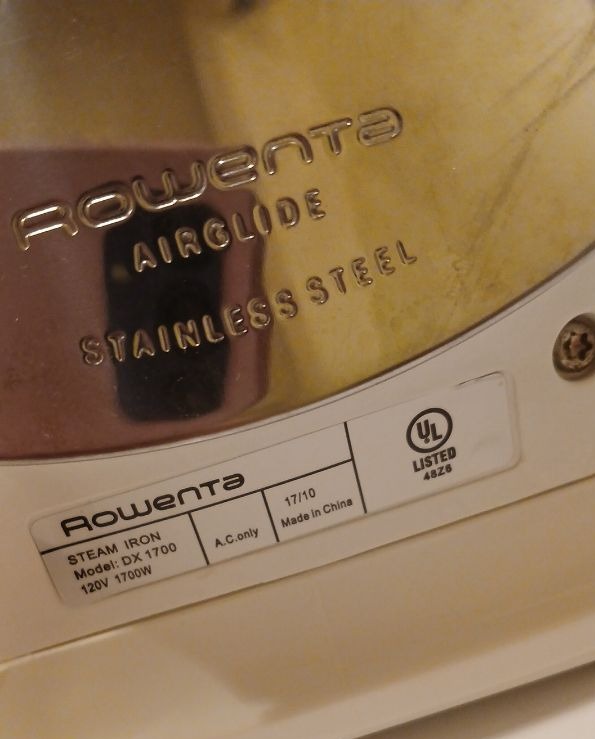 ROWENTA
AIRGLIDE
STAINLESS STEEL
ROWENTA
STEAM IRON
Model: DX 1700
120V 1700W
A.C.only
17/10
Made in China
UL
LISTED
48Z6